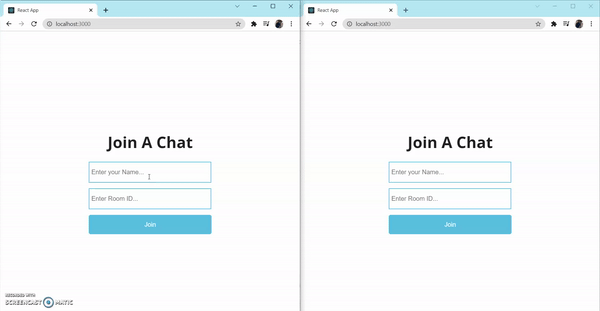 React App
localhost:3000
Join A Chat
Enter your Name...
Enter Room ID...
Join
RECORDED WITH
SCREENCAST MATIC
React App
localhost:3000
Join A Chat
Enter your Name...
Enter Room ID...
Join